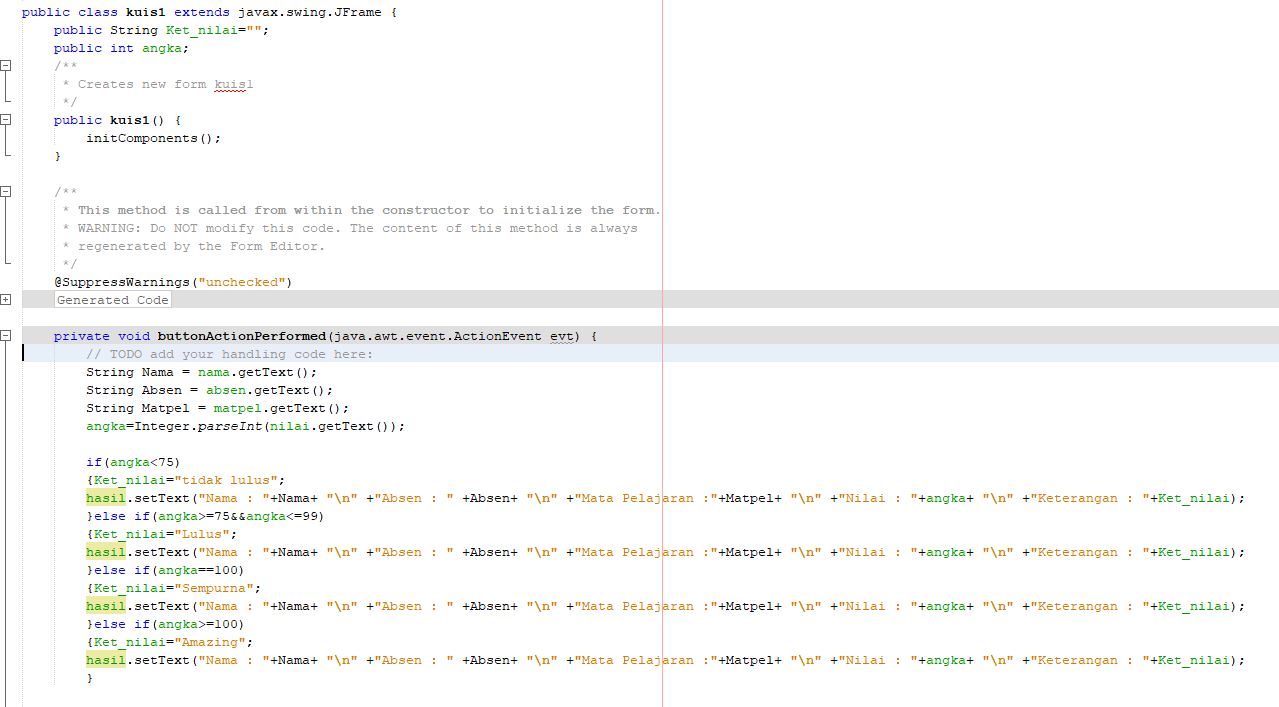 public class kuis1 extends javax.swing.JFrame {
    public String Ket_nilai="";
    public int angka;
    /**
     * Creates new form kuis1
     */
    public kuis1() {
        initComponents();
    }

    /**
     * This method is called from within the constructor to initialize the form.
     * WARNING: Do NOT modify this code. The content of this method is always
     * regenerated by the Form Editor.
     */
    @SuppressWarnings("unchecked")
    Generated Code

    private void buttonActionPerformed(java.awt.event.ActionEvent evt) {
        // TODO add your handling code here:
        String Nama = nama.getText();
        String Absen = absen.getText();
        String Matpel = matpel.getText();
        angka=Integer.parseInt(nilai.getText());

        if(angka<75)
        {Ket_nilai="tidak lulus";
        hasil.setText("Nama : "+Nama+ "\n" +"Absen : " +Absen+ "\n" +"Mata Pelajaran :"+Matpel+ "\n" +"Nilai : "+angka+ "\n" +"Keterangan : "+Ket_nilai);
        }else if(angka>=75&&angka<=99)
        {Ket_nilai="Lulus";
        hasil.setText("Nama : "+Nama+ "\n" +"Absen : " +Absen+ "\n" +"Mata Pelajaran :"+Matpel+ "\n" +"Nilai : "+angka+ "\n" +"Keterangan : "+Ket_nilai);
        }else if(angka==100)
        {Ket_nilai="Sempurna";
        hasil.setText("Nama : "+Nama+ "\n" +"Absen : " +Absen+ "\n" +"Mata Pelajaran :"+Matpel+ "\n" +"Nilai : "+angka+ "\n" +"Keterangan : "+Ket_nilai);
        }else if(angka>=100)
        {Ket_nilai="Amazing";
        hasil.setText("Nama : "+Nama+ "\n" +"Absen : " +Absen+ "\n" +"Mata Pelajaran :"+Matpel+ "\n" +"Nilai : "+angka+ "\n" +"Keterangan : "+Ket_nilai);
        }